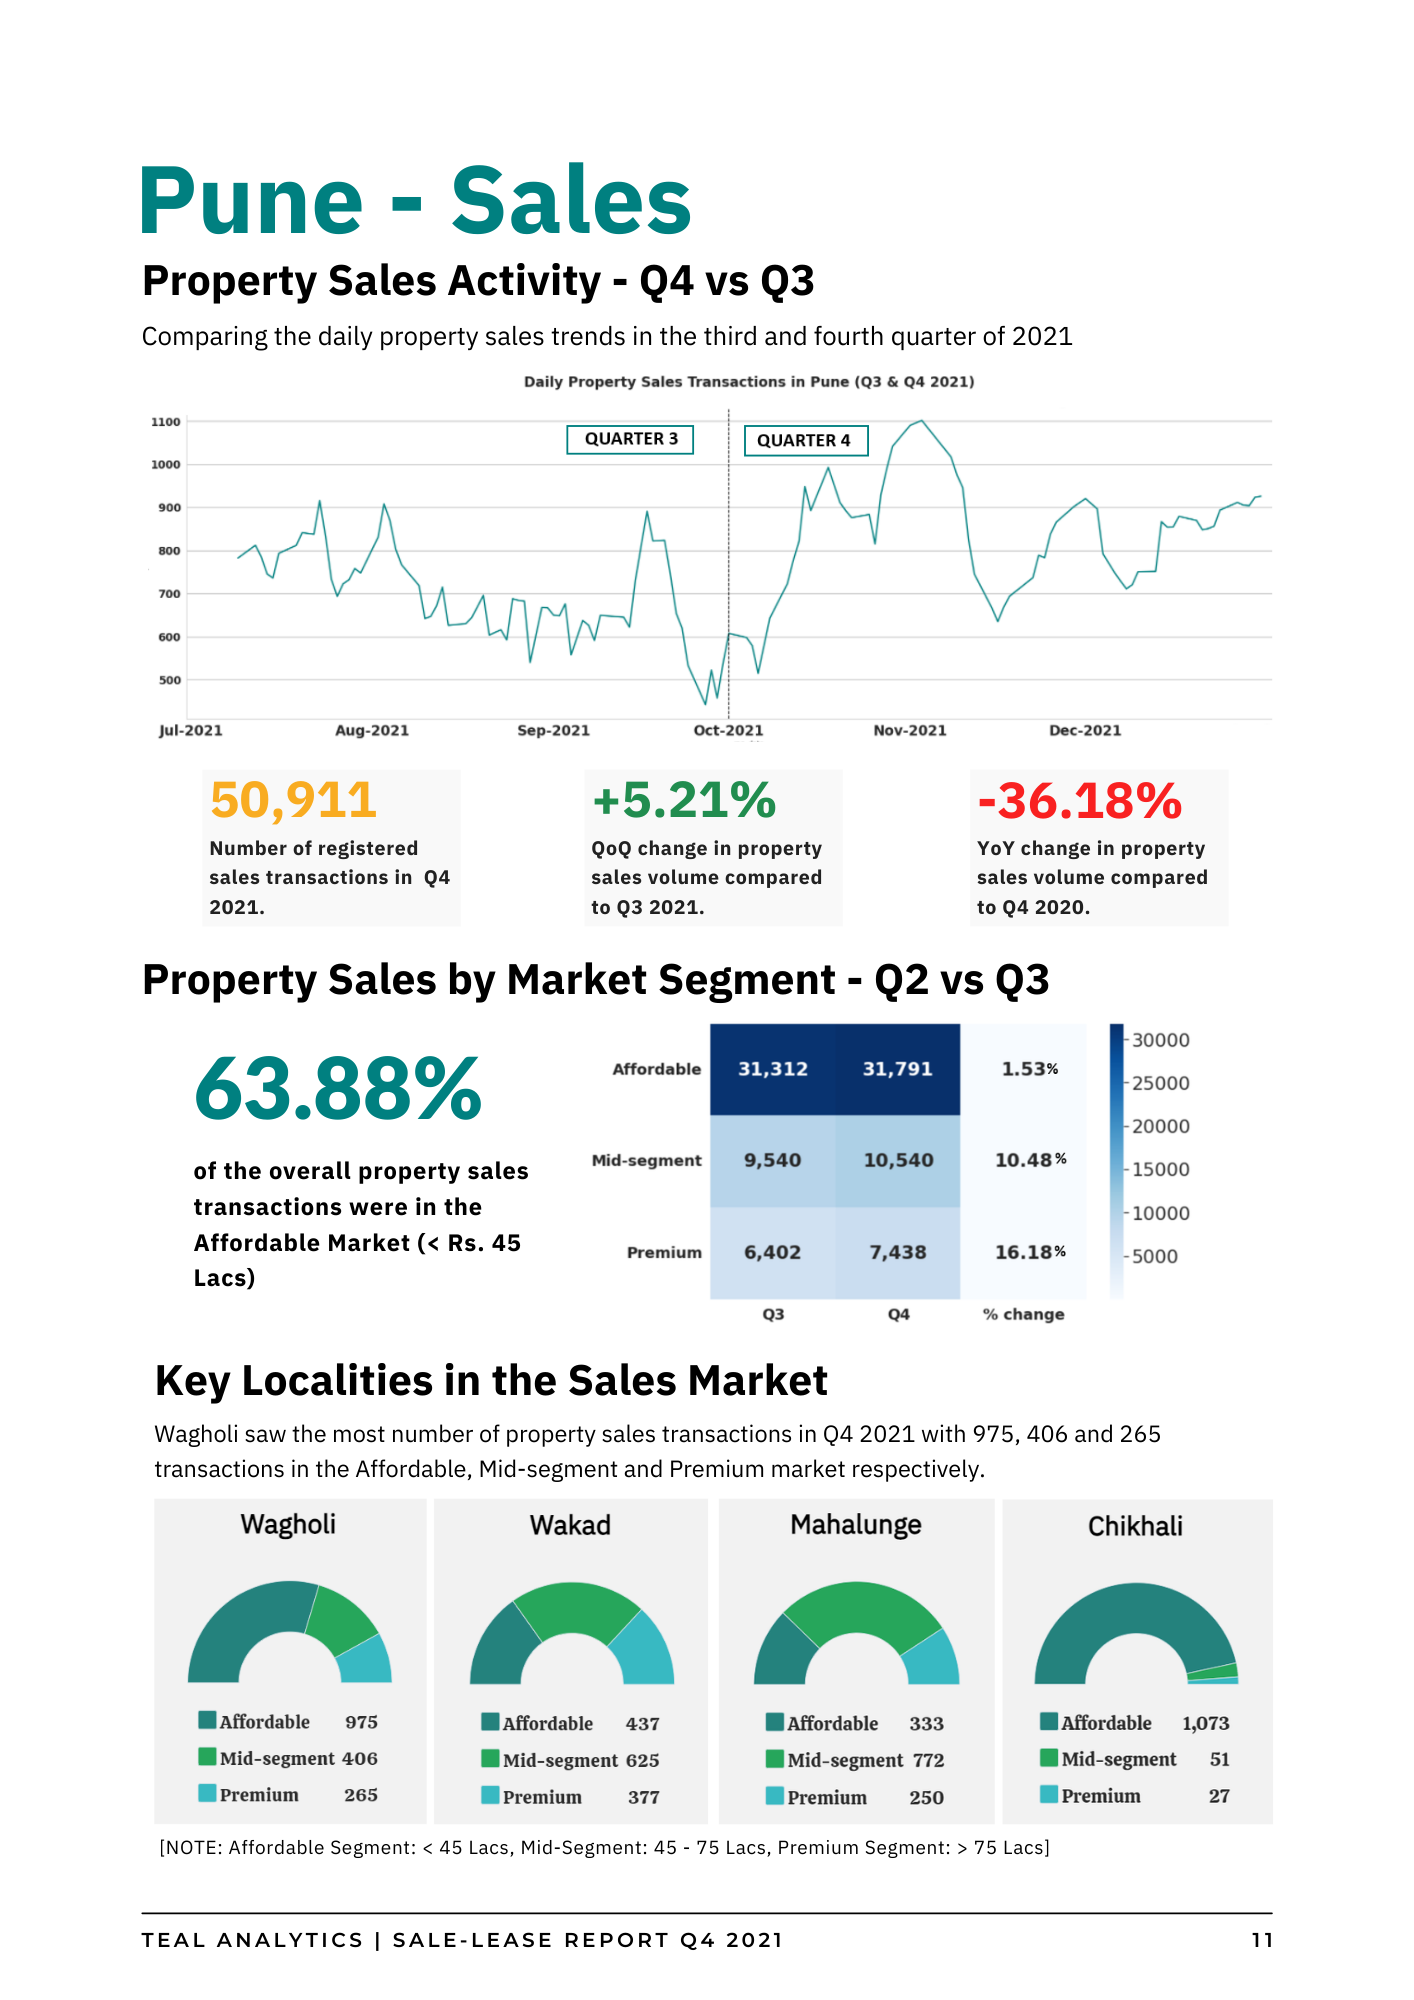 Pune - Sales
Property Sales Activity - Q4 vs Q3
Comparing the daily property sales trends in the third and fourth quarter of 2021
Daily Property Sales Transactions in Pune (Q3 & Q4 2021)
QUARTER 3
QUARTER 4
1100
1000
900
800
700
600
500
Jul-2021 Aug-2021 Sep-2021 Oct-2021 Nov-2021 Dec-2021
50,911
Number of registered
sales transactions in Q4
2021.
+5.21%
QoQ change in property
sales volume compared
to Q3 2021.
-36.18%
YoY change in property
sales volume compared
to Q4 2020.
Property Sales by Market Segment - Q2 vs Q3
63.88%
of the overall property sales
transactions were in the
Affordable Market (< Rs. 45
Lacs)
Affordable 31,312 31,791 1.53%
Mid-segment 9,540 10,540 10.48%
Premium 6,402 7,438 16.18%
Q3 Q4 % change
30000
25000
20000
15000
10000
5000
Key Localities in the Sales Market
Wagholi saw the most number of property sales transactions in Q4 2021 with 975, 406 and 265
transactions in the Affordable, Mid-segment and Premium market respectively.
Wagholi
Affordable 975
Mid-segment 406
Premium 265
Wakad
Affordable 437
Mid-segment 625
Premium 377
Mahalunge
Affordable 333
Mid-segment 772
Premium 250
Chikhali
Affordable 1,073
Mid-segment 51
Premium 27
[NOTE: Affordable Segment: < 45 Lacs, Mid-Segment: 45 - 75 Lacs, Premium Segment: > 75 Lacs]
TEAL ANALYTICS | SALE-LEASE REPORT Q4 2021 11